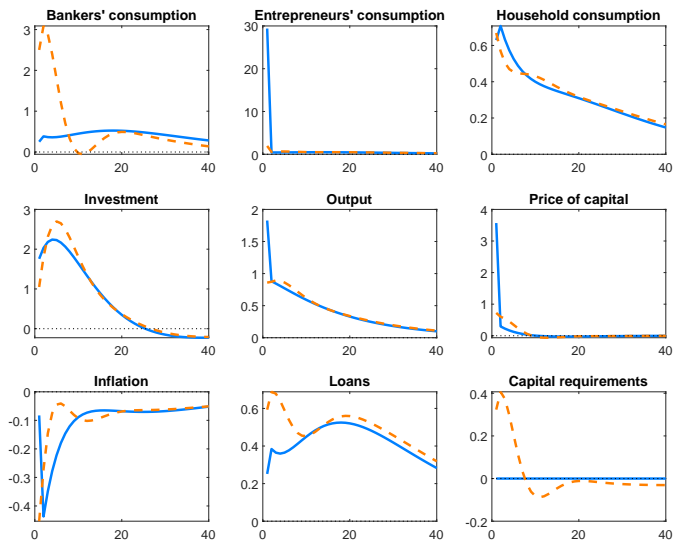 Bankers' consumption
3
2
1
0
0 20 40
Entrepreneurs' consumption
30
20
10
0
0 20 40
Household consumption
0.6
0.4
0.2
0
0 20 40
Investment
3
2
1
0
0 20 40
Output
2
1.5
1
0.5
0
0 20 40
Price of capital
4
3
2
1
0
0 20 40
Inflation
0
-0.1
-0.2
-0.3
-0.4
0 20 40
Loans
0.6
0.4
0.2
0
0 20 40
Capital requirements
0.4
0.2
0
-0.2
0 20 40